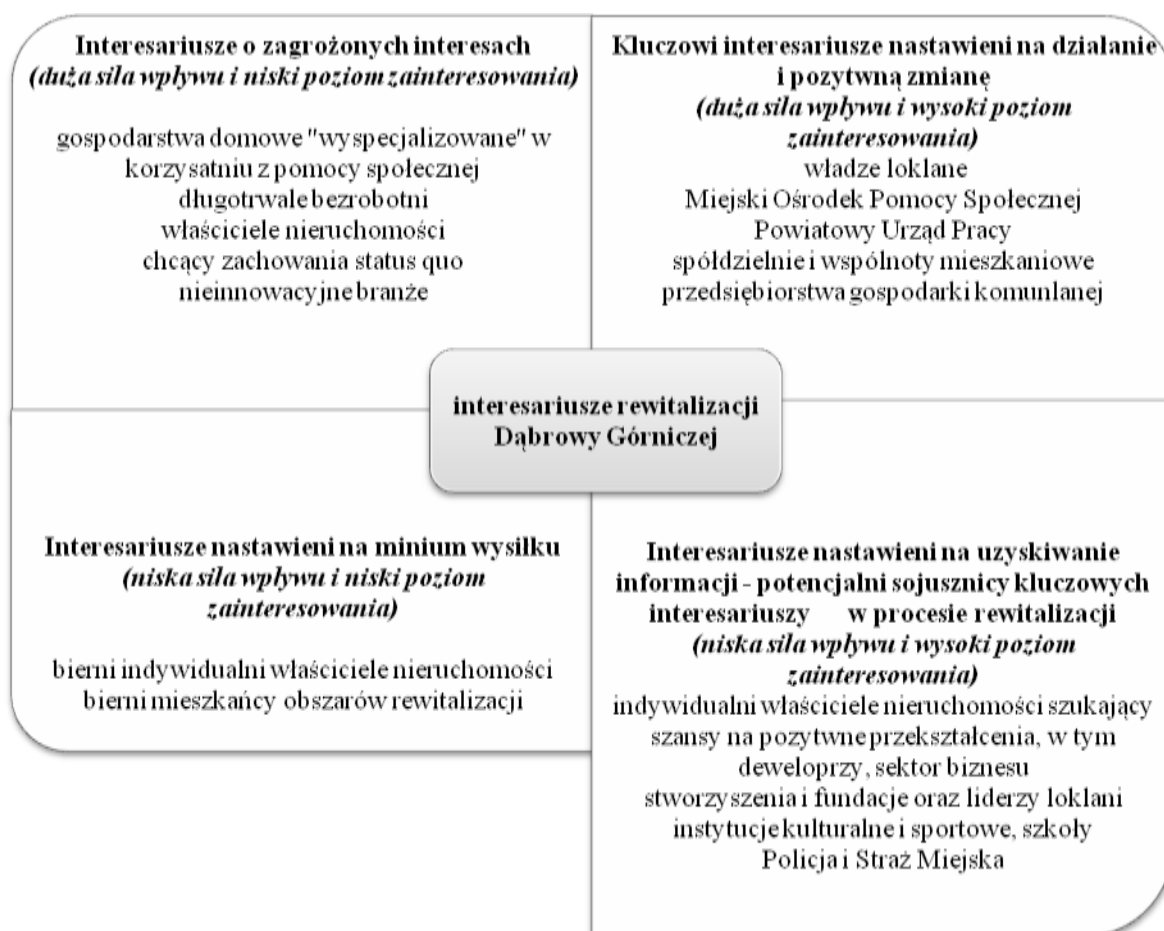 Interesariusze o zagrożonych interesach
(duża siła wpływu i niski poziom zainteresowania)
gospodarstwa domowe "wyspecjalizowane" w
korzysatniu z pomocy społecznej
długotrwale bezrobotni
właściciele nieruchomości
chcący zachowania status quo
nieinnowacyjne branże
Kluczowi interesariusze nastawieni na działanie
i pozytwną zmianę
(duża siła wpływu i wysoki poziom
zainteresowania)
władze loklane
Miejski Ośrodek Pomocy Społecznej
Powiatowy Urząd Pracy
spółdzielnie i wspólnoty mieszkaniowe
przedsiębiorstwa gospodarki komunlanej
interesariusze rewitalizacji
Dąbrowy Górniczej
Interesariusze nastawieni na minium wysiłku
(niska siła wpływu i niski poziom
zainteresowania)
bierni indywidualni właściciele nieruchomości
bierni mieszkańcy obszarów rewitalizacji
Interesariusze nastawieni na uzyskiwanie
informacji - potencjalni sojusznicy kluczowych
interesariuszy w procesie rewitalizacji
(niska siła wpływu i wysoki poziom
zainteresowania)
indywidualni właściciele nieruchomości szukający
szansy na pozytwne przekształcenia, w tym
deweloprzy, sektor biznesu
stworzyszenia i fundacje oraz liderzy loklani
instytucje kulturalne i sportowe, szkoły
Policja i Straż Miejska